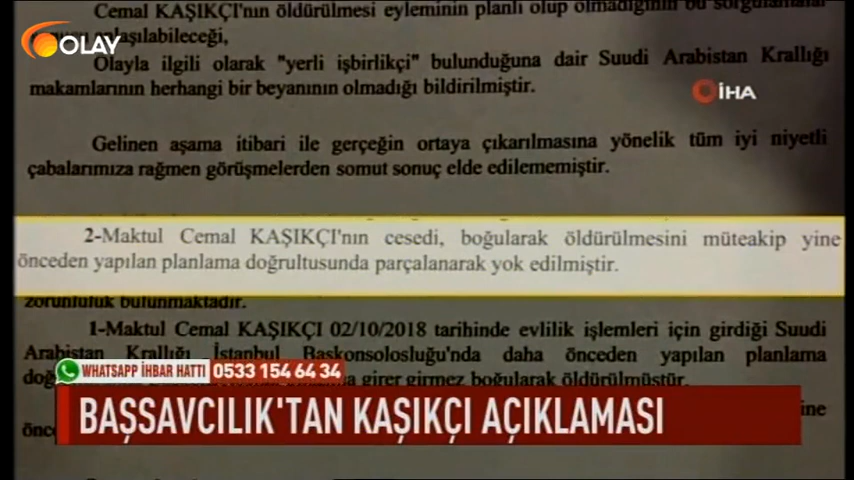 Cemal KAŞIKÇI'nın öldürülmesi eyleminin planlı olup olmadığının bu sorgulamalar
anlaşılabileceği,
OLAY
Olayla ilgili olarak "yerli işbirlikçi" bulunduğuna dair Suudi Arabistan Krallığı
makamlarının herhangi bir beyanının olmadığı bildirilmiştir.
İHA
Gelinen aşama itibari ile gerçeğin ortaya çıkarılmasına yönelik tüm iyi niyetli
çabalarımıza rağmen görüşmelerden somut sonuç elde edilememiştir.
2-Maktul Cemal KAŞIKÇI'nın cesedi, boğularak öldürülmesini müteakip yine
önceden yapılan planlama doğrultusunda parçalanarak yok edilmiştir.
zorunluluk bulunmaktadır.
1-Maktul Cemal KAŞIKÇI 02/10/2018 tarihinde evlilik işlemleri için girdiği Suudi
Arabistan Krallığı İstanbul Başkonsolosluğu'nda daha önceden yapılan planlama
girer girmez boğularak öldürülmüştür.
WHATSAPP İHBAR HATTI 0533 154 64 34
BAŞSAVCILIK'TAN KAŞIKÇI AÇIKLAMASI